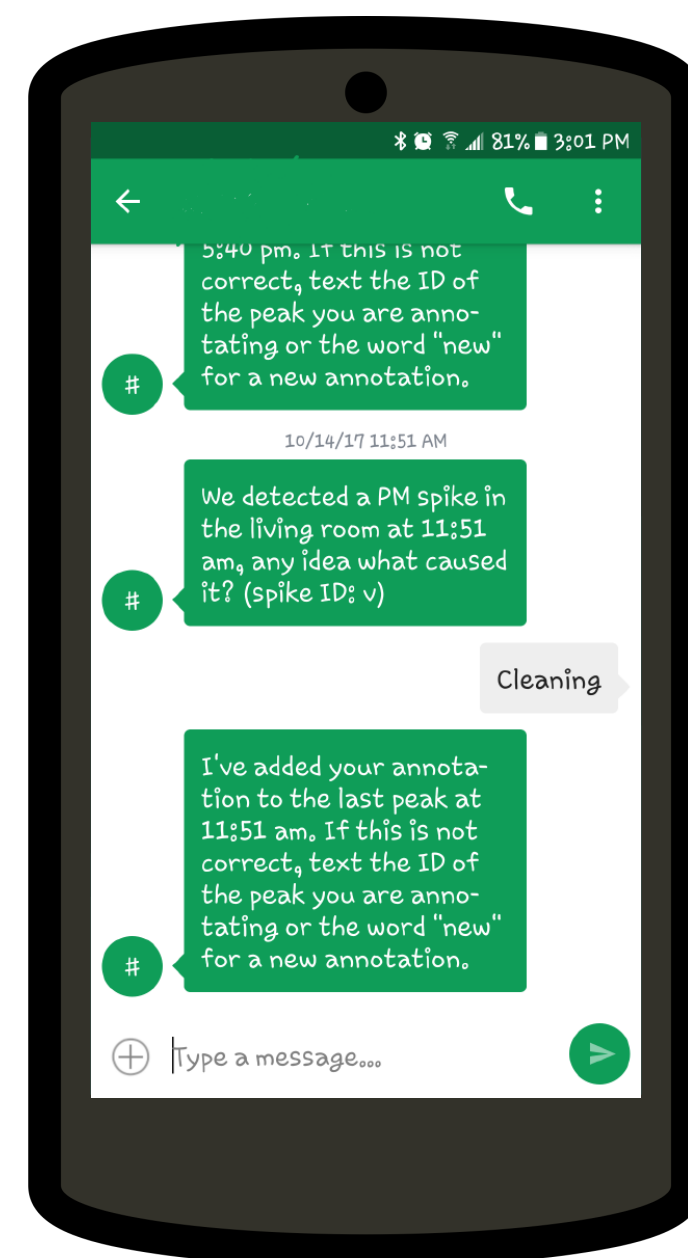 81% 3:01 PM
5:40 pm. If this is not
correct, text the ID of
the peak you are anno-
tating or the word "new"
for a new annotation.
#
10/14/17 11:51 AM
We detected a PM spike in
the living room at 11:51
am, any idea what caused
it? (spike ID: v)
#
Cleaning
I've added your annota-
tion to the last peak at
11:51 am. If this is not
correct, text the ID of
the peak you are anno-
tating or the word "new"
for a new annotation.
#
Type a message...